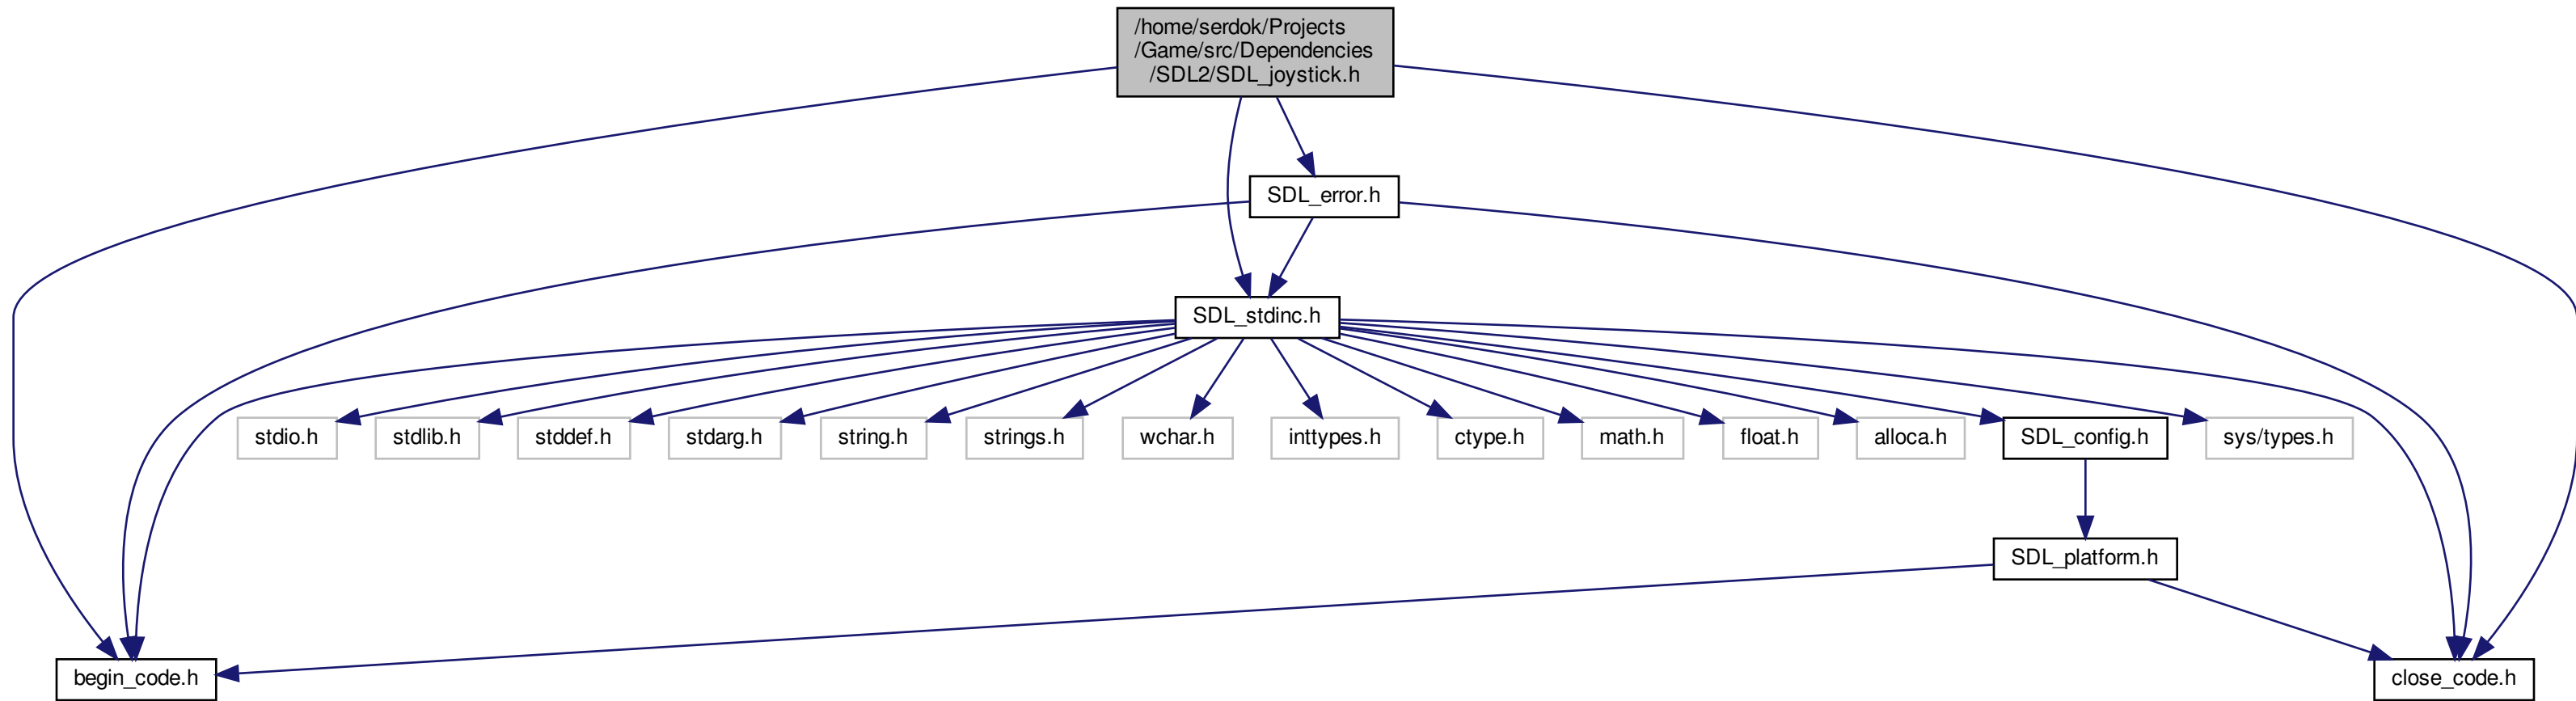 /home/serdok/Projects
/Game/src/Dependencies
/SDL2/SDL_joystick.h
SDL_error.h
SDL_stdinc.h
stdio.h
stdlib.h
stddef.h
stdarg.h
string.h
strings.h
wchar.h
inttypes.h
ctype.h
math.h
float.h
alloca.h
SDL_config.h
sys/types.h
SDL_platform.h
begin_code.h
close_code.h